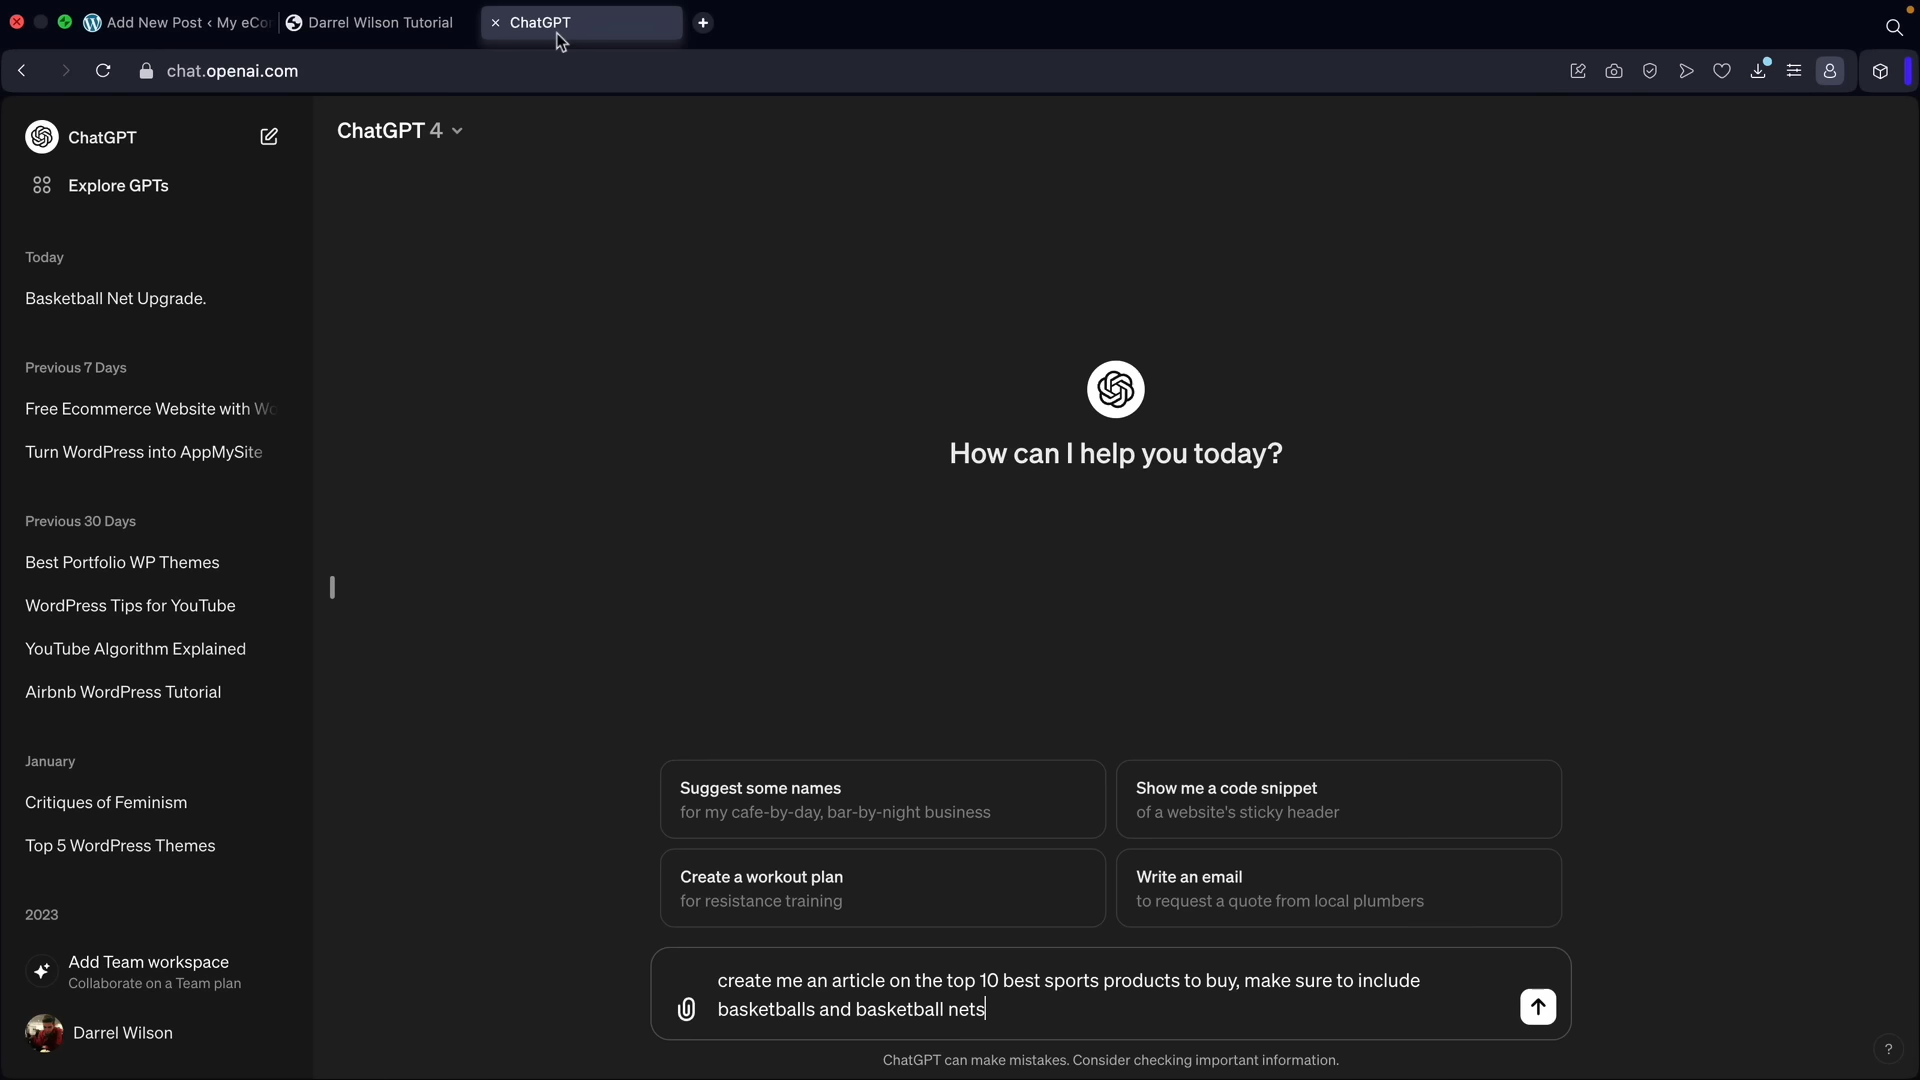 Add New Post ‹ My eCo
Darrel Wilson Tutorial
ChatGPT
chat.openai.com
ChatGPT
Explore GPTs
Today
Basketball Net Upgrade.
Previous 7 Days
Free Ecommerce Website with Wo
Turn WordPress into AppMySite
Previous 30 Days
Best Portfolio WP Themes
WordPress Tips for YouTube
YouTube Algorithm Explained
Airbnb WordPress Tutorial
January
Critiques of Feminism
Top 5 WordPress Themes
2023
Add Team workspace
Collaborate on a Team plan
Darrel Wilson
ChatGPT 4
How can I help you today?
Suggest some names
for my cafe-by-day, bar-by-night business
Show me a code snippet
of a website's sticky header
Create a workout plan
for resistance training
Write an email
to request a quote from local plumbers
create me an article on the top 10 best sports products to buy, make sure to include
basketballs and basketball nets
ChatGPT can make mistakes. Consider checking important information.
?